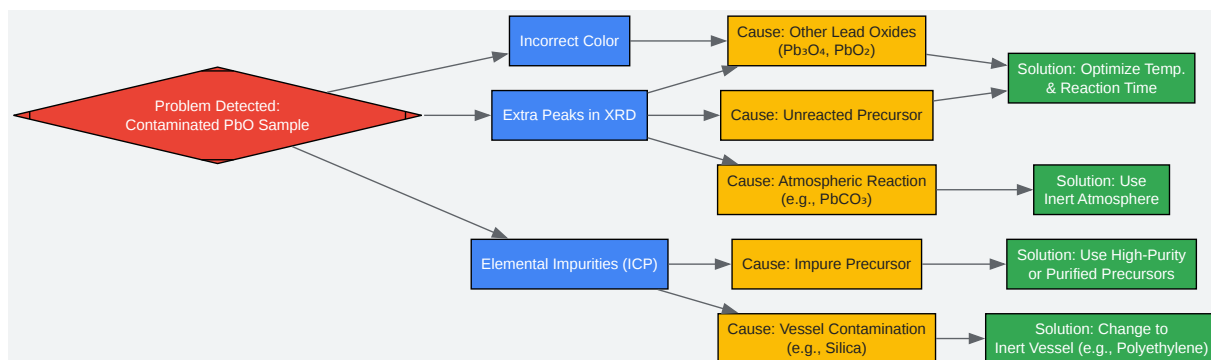 Problem Detected:
Contaminated PbO Sample
Incorrect Color
Extra Peaks in XRD
Elemental Impurities (ICP)
Cause: Other Lead Oxides
(Pb₃O₄, PbO₂)
Cause: Unreacted Precursor
Cause: Atmospheric Reaction
(e.g., PbCO₃)
Cause: Impure Precursor
Cause: Vessel Contamination
(e.g., Silica)
Solution: Optimize Temp.
& Reaction Time
Solution: Use
Inert Atmosphere
Solution: Use High-Purity
or Purified Precursors
Solution: Change to
Inert Vessel (e.g., Polyethylene)